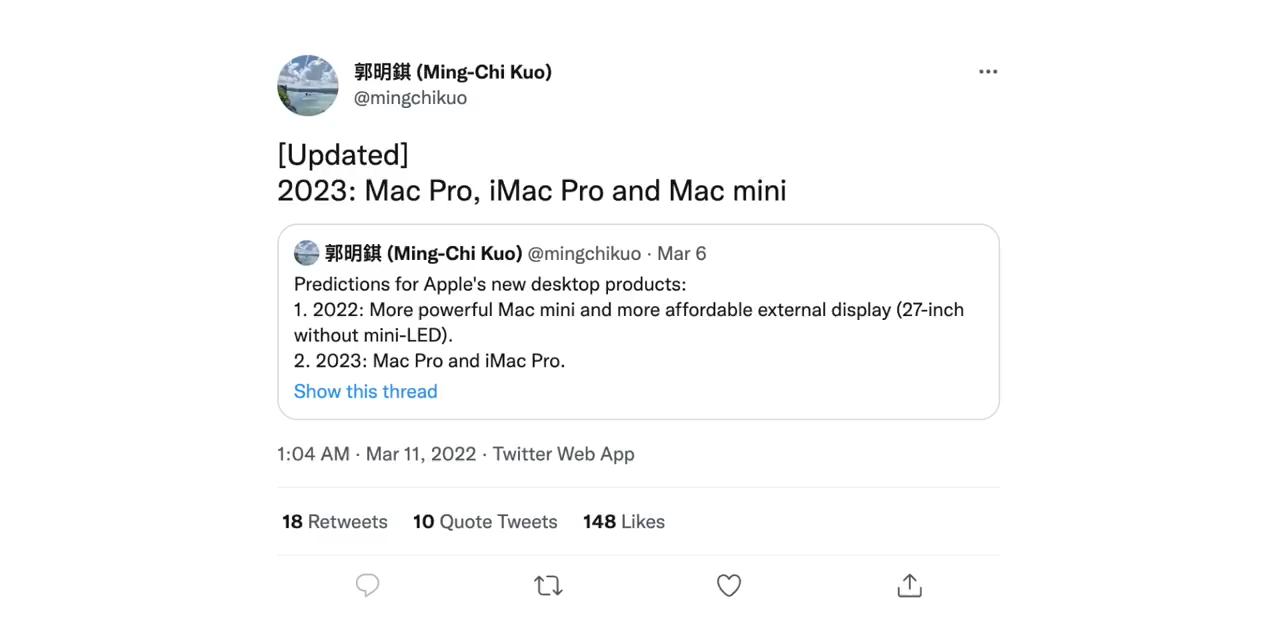 郭明錤 (Ming-Chi Kuo)
@mingchikuo
[Updated]
2023: Mac Pro, iMac Pro and Mac mini
郭明錤 (Ming-Chi Kuo) @mingchikuo · Mar 6
Predictions for Apple's new desktop products:
1. 2022: More powerful Mac mini and more affordable external display (27-inch
without mini-LED).
2. 2023: Mac Pro and iMac Pro.
Show this thread
1:04 AM · Mar 11, 2022 · Twitter Web App
18 Retweets 10 Quote Tweets 148 Likes